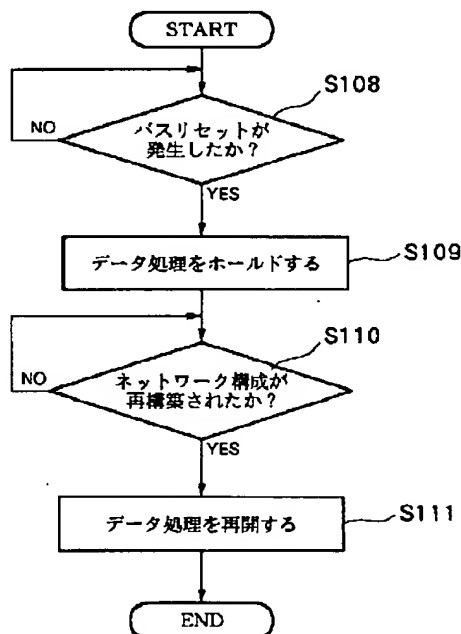 START
S108
バスリセットが
発生したか？
NO
YES
データ処理をホールドする
S109
S110
ネットワーク構成が
再構築されたか？
NO
YES
データ処理を再開する
S111
END